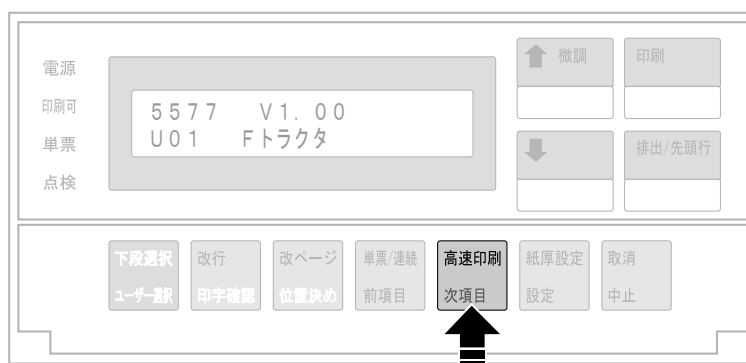 電源
印刷可
単票
点検
5577 V1.00
U01 Fトラクタ
微調
印刷
排出/先頭行
下段選択
ユーザー選択
改行
印字確認
改ページ
位置決め
単票/連続
前項目
高速印刷
次項目
紙厚設定
設定
取消
中止